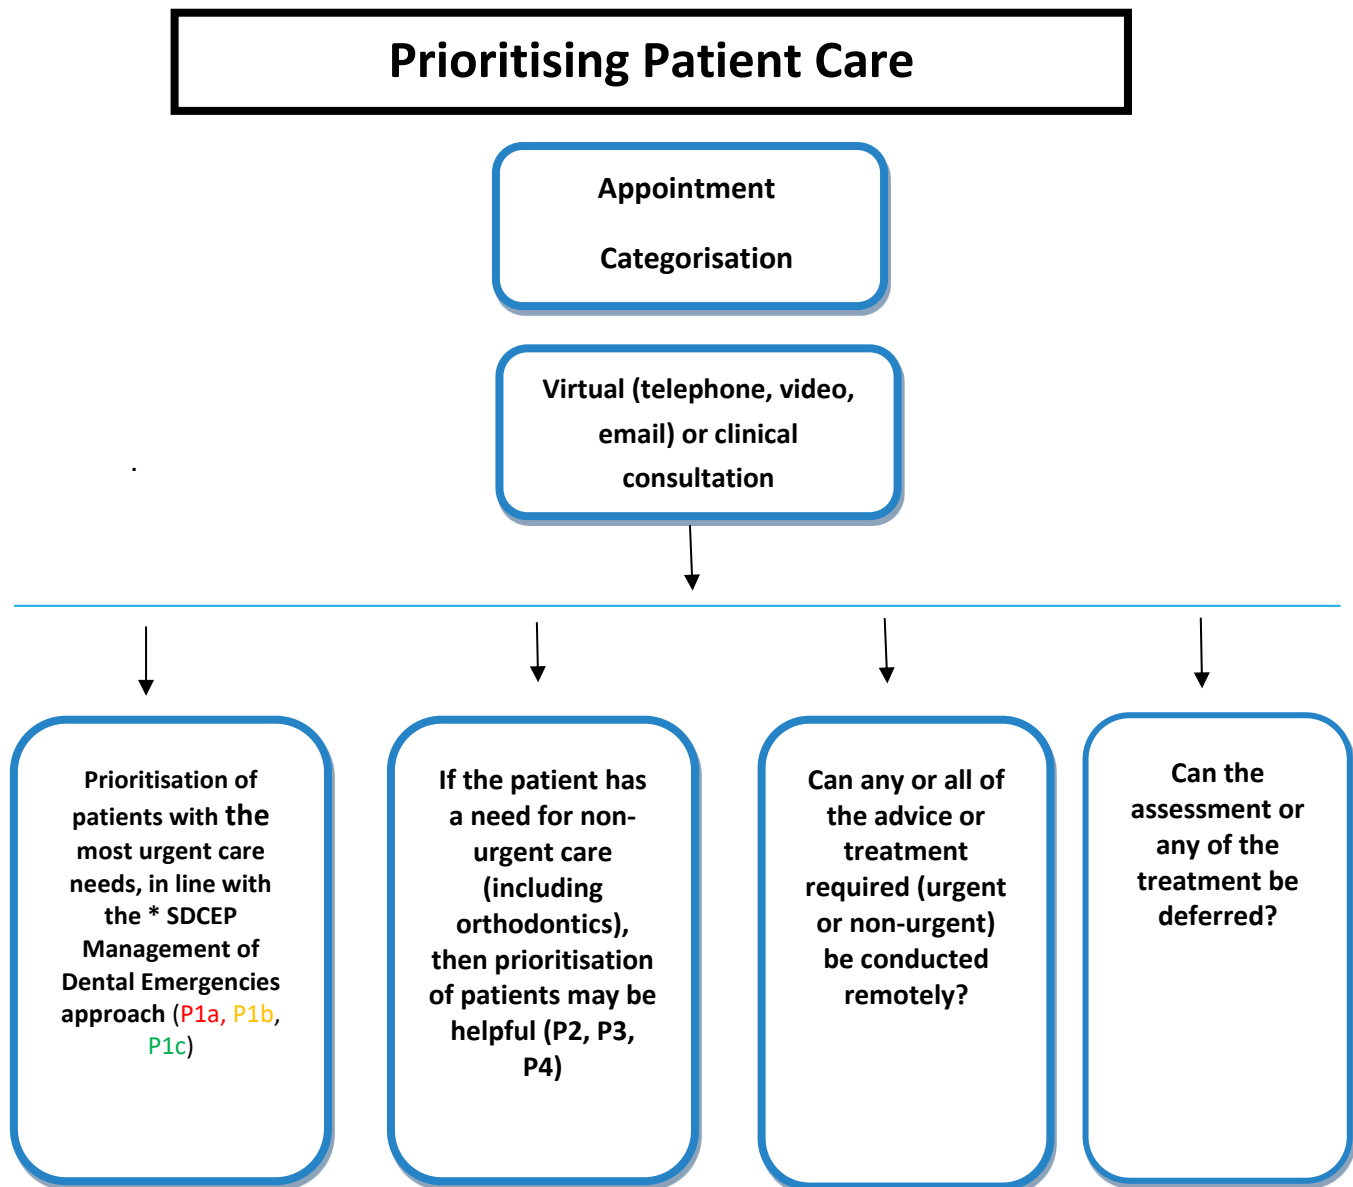 Prioritising Patient Care
Appointment
Categorisation
Virtual (telephone, video,
email) or clinical
consultation
.
Prioritisation of
patients with the
most urgent care
needs, in line with
the * SDCEP
Management of
Dental Emergencies
approach (P1a, P1b,
P1c)
If the patient has
a need for non-
urgent care
(including
orthodontics),
then prioritisation
of patients may be
helpful (P2, P3,
P4)
Can any or all of
the advice or
treatment
required (urgent
or non-urgent)
be conducted
remotely?
Can the
assessment or
any of the
treatment be
deferred?